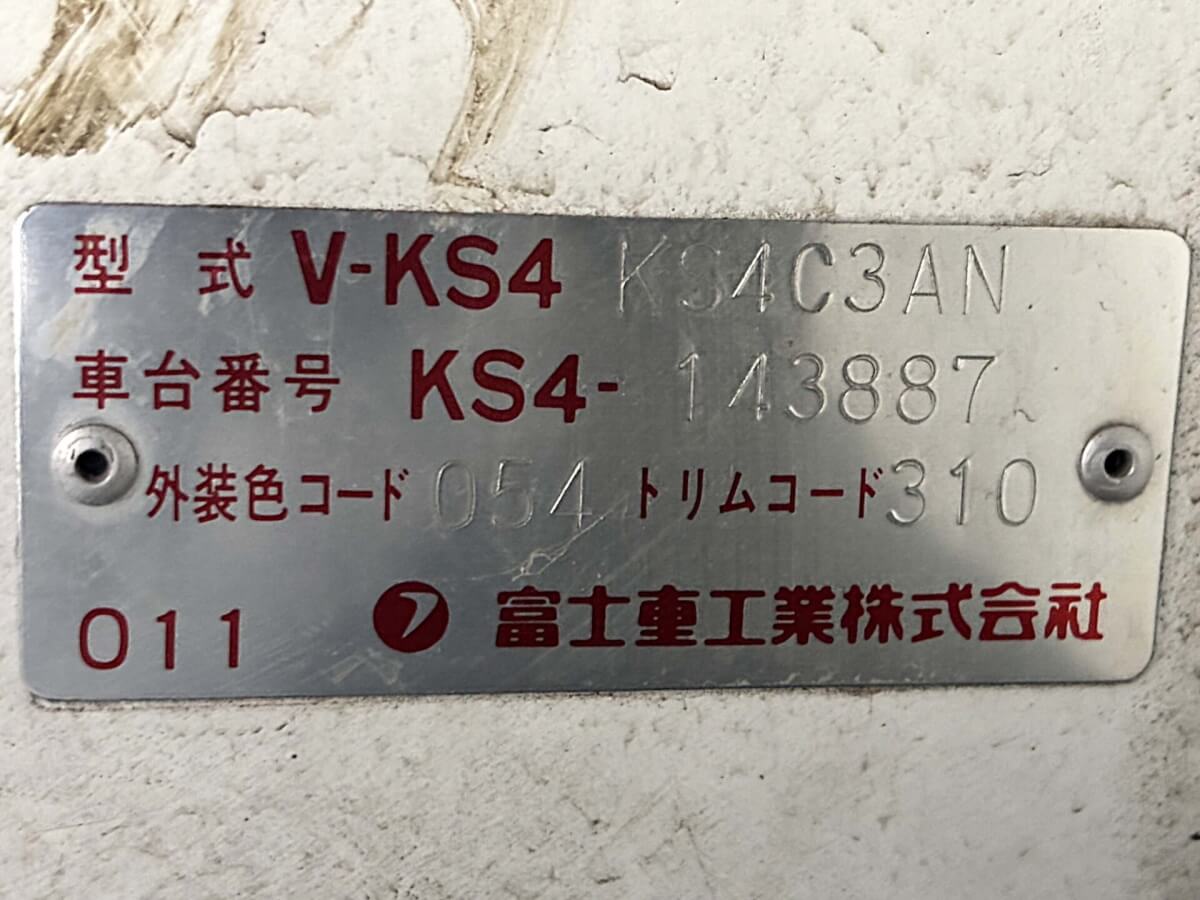 型式 V-KS4 KS4C3AN
車台番号 KS4-143887
外装色コード 054 トリムコード 310
011 フ 富士重工業株式会社